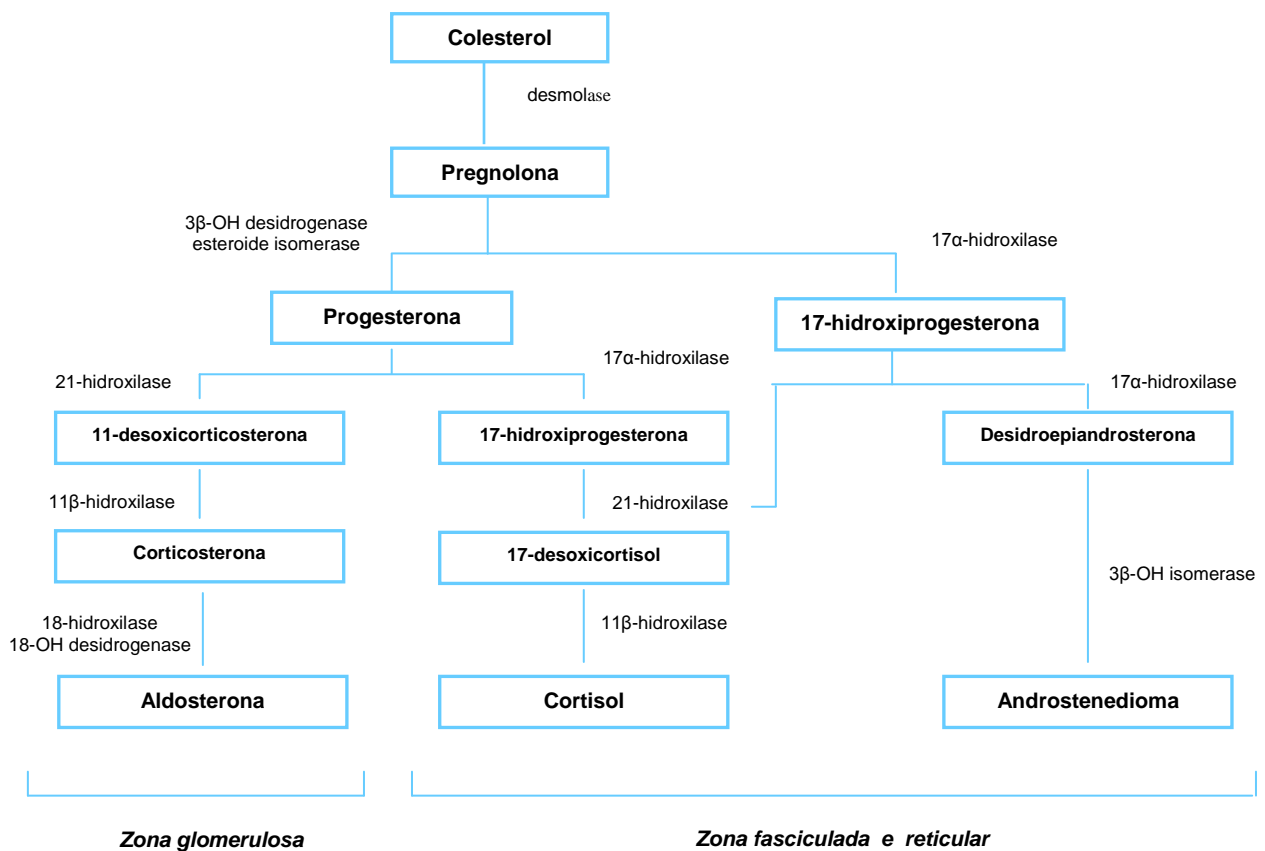 Colesterol
desmolase
Pregnolona
3β-OH desidrogenase
esteroide isomerase
17α-hidroxilase
Progesterona
17-hidroxiprogesterona
21-hidroxilase
17α-hidroxilase
17α-hidroxilase
11-desoxicorticosterona
17-hidroxiprogesterona
Desidroepiandrosterona
11β-hidroxilase
21-hidroxilase
Corticosterona
17-desoxicortisol
3β-OH isomerase
18-hidroxilase
18-OH desidrogenase
11β-hidroxilase
Aldosterona
Cortisol
Androstenedioma
Zona glomerulosa
Zona fasciculada e reticular